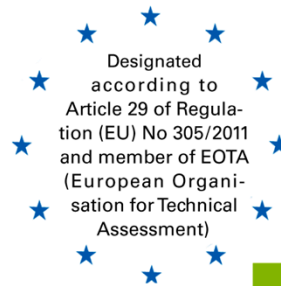 Designated
according to
Article 29 of Regula-
tion (EU) No 305/2011
and member of EOTA
(European Organi-
sation for Technical
Assessment)